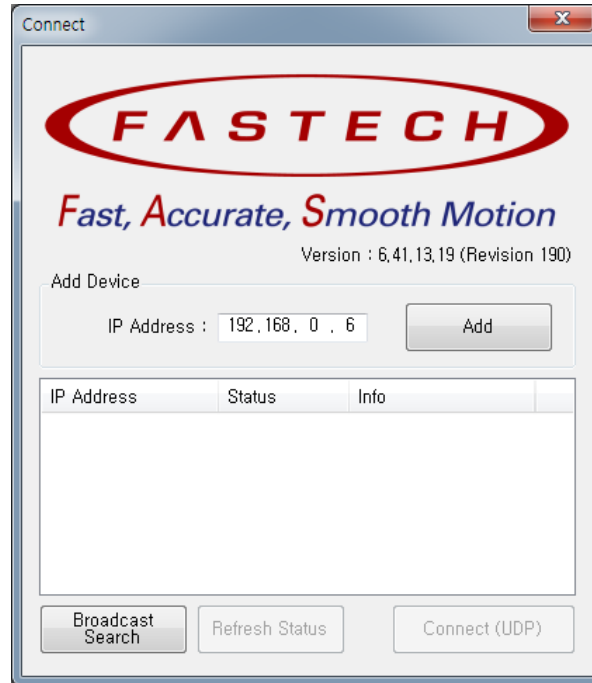 Connect
FASTECH
Fast, Accurate, Smooth Motion
Version : 6,41,13,19 (Revision 190)
Add Device
IP Address : 192,168, 0 , 6 Add
IP Address Status Info
Broadcast Search Refresh Status Connect (UDP)